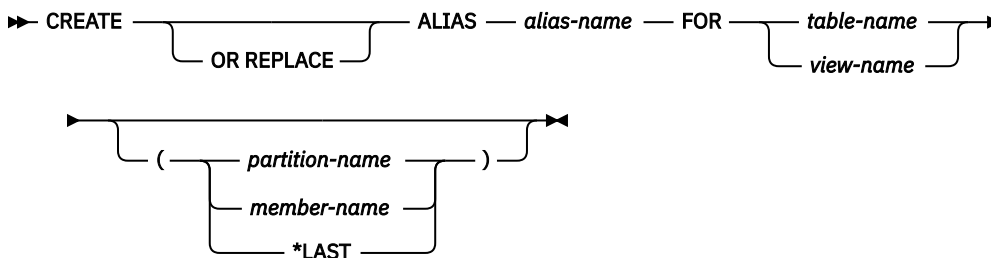 CREATE OR REPLACE ALIAS alias-name FOR table-name
view-name
( partition-name )
member-name
*LAST